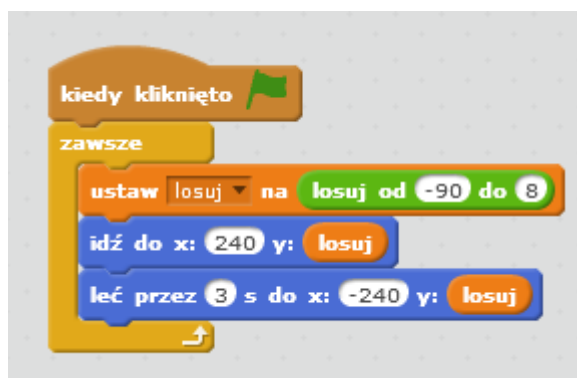 kiedy kliknięto
zawsze
ustaw losuj na losuj od -90 do 8
idź do x: 240 y: losuj
leć przez 3 s do x: -240 y: losuj